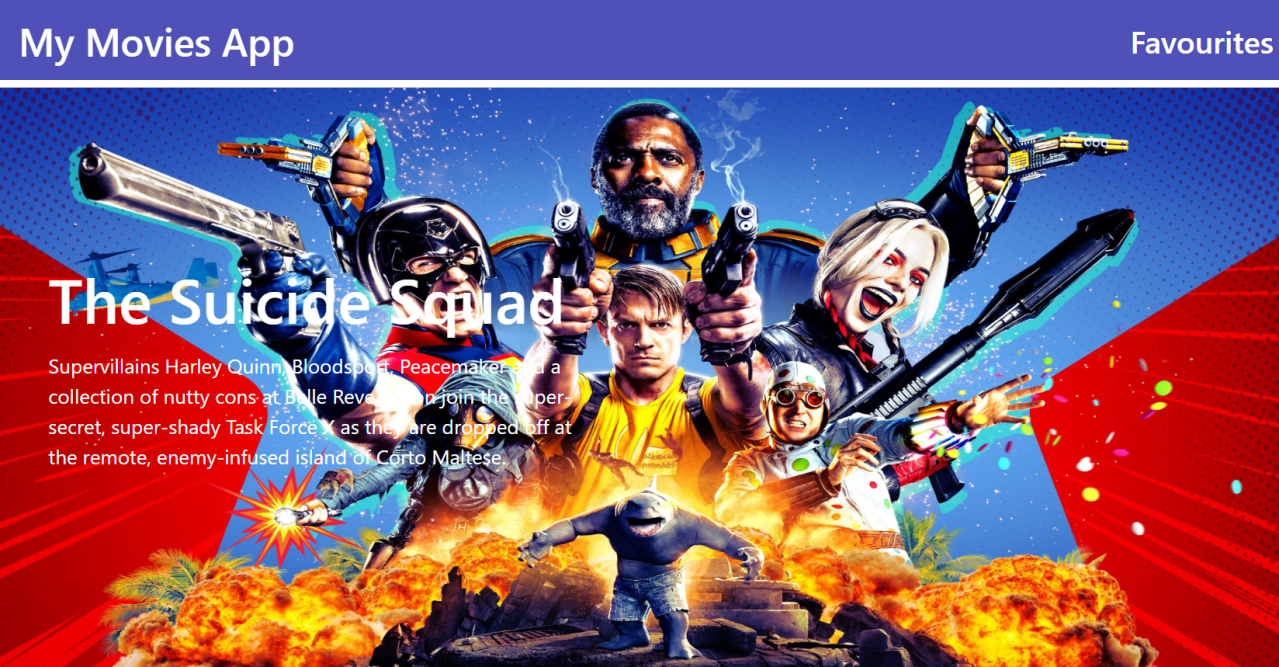 My Movies App
Favourites
The Suicide Squad
Supervillains Harley Quinn, Bloodsport, Peacemaker and a
collection of nutty cons at Belle Reve prison join the super-
secret, super-shady Task Force X as they are dropped off at
the remote, enemy-infused island of Corto Maltese.